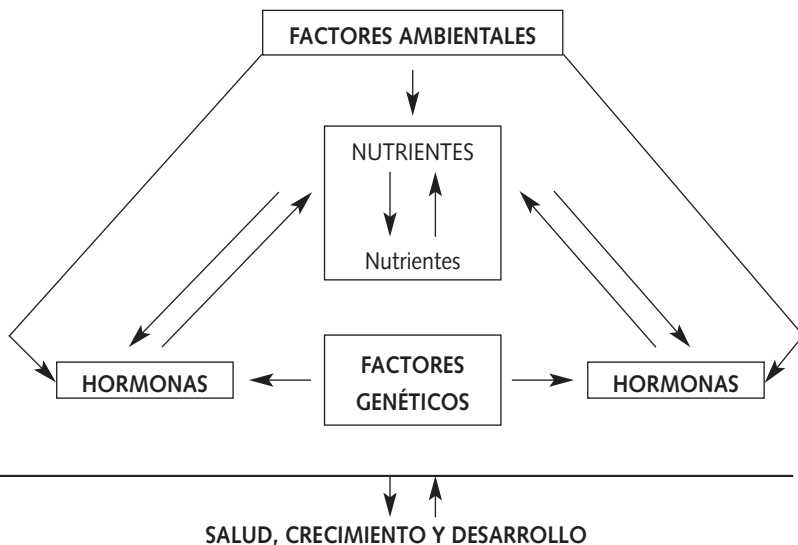 FACTORES AMBIENTALES
NUTRIENTES
Nutrientes
HORMONAS
FACTORES
GENÉTICOS
HORMONAS
SALUD, CRECIMIENTO Y DESARROLLO